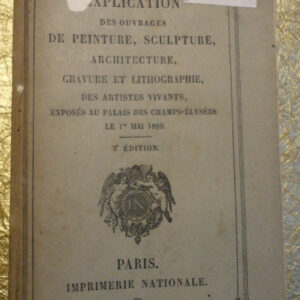 EXPLICATION
DES OUVRAGES
DE PEINTURE, SCULPTURE,
ARCHITECTURE,
GRAVURE ET LITHOGRAPHIE,
DES ARTISTES VIVANTS,
EXPOSÉS AU PALAIS DES CHAMPS-ÉLYSÉES
LE 1er MAI 1880.
2e ÉDITION.
PARIS.
IMPRIMERIE NATIONALE.